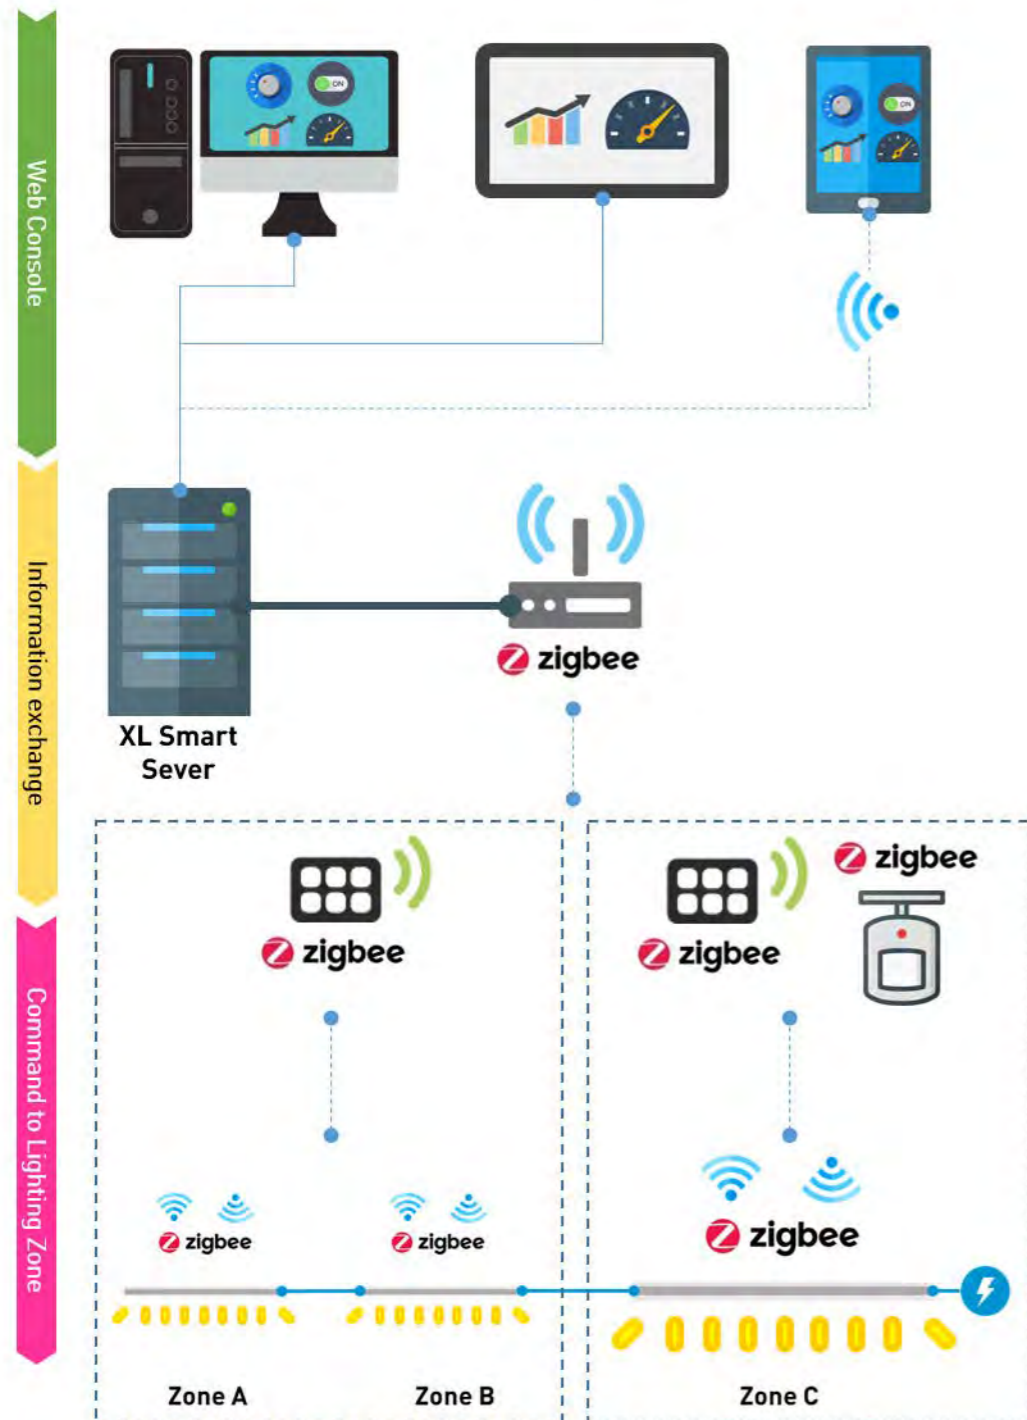 Web Console
ON
ON
Information exchange
zigbee
XL Smart
Sever
zigbee
zigbee
zigbee
Command to Lighting Zone
zigbee
zigbee
zigbee
Zone A
Zone B
Zone C